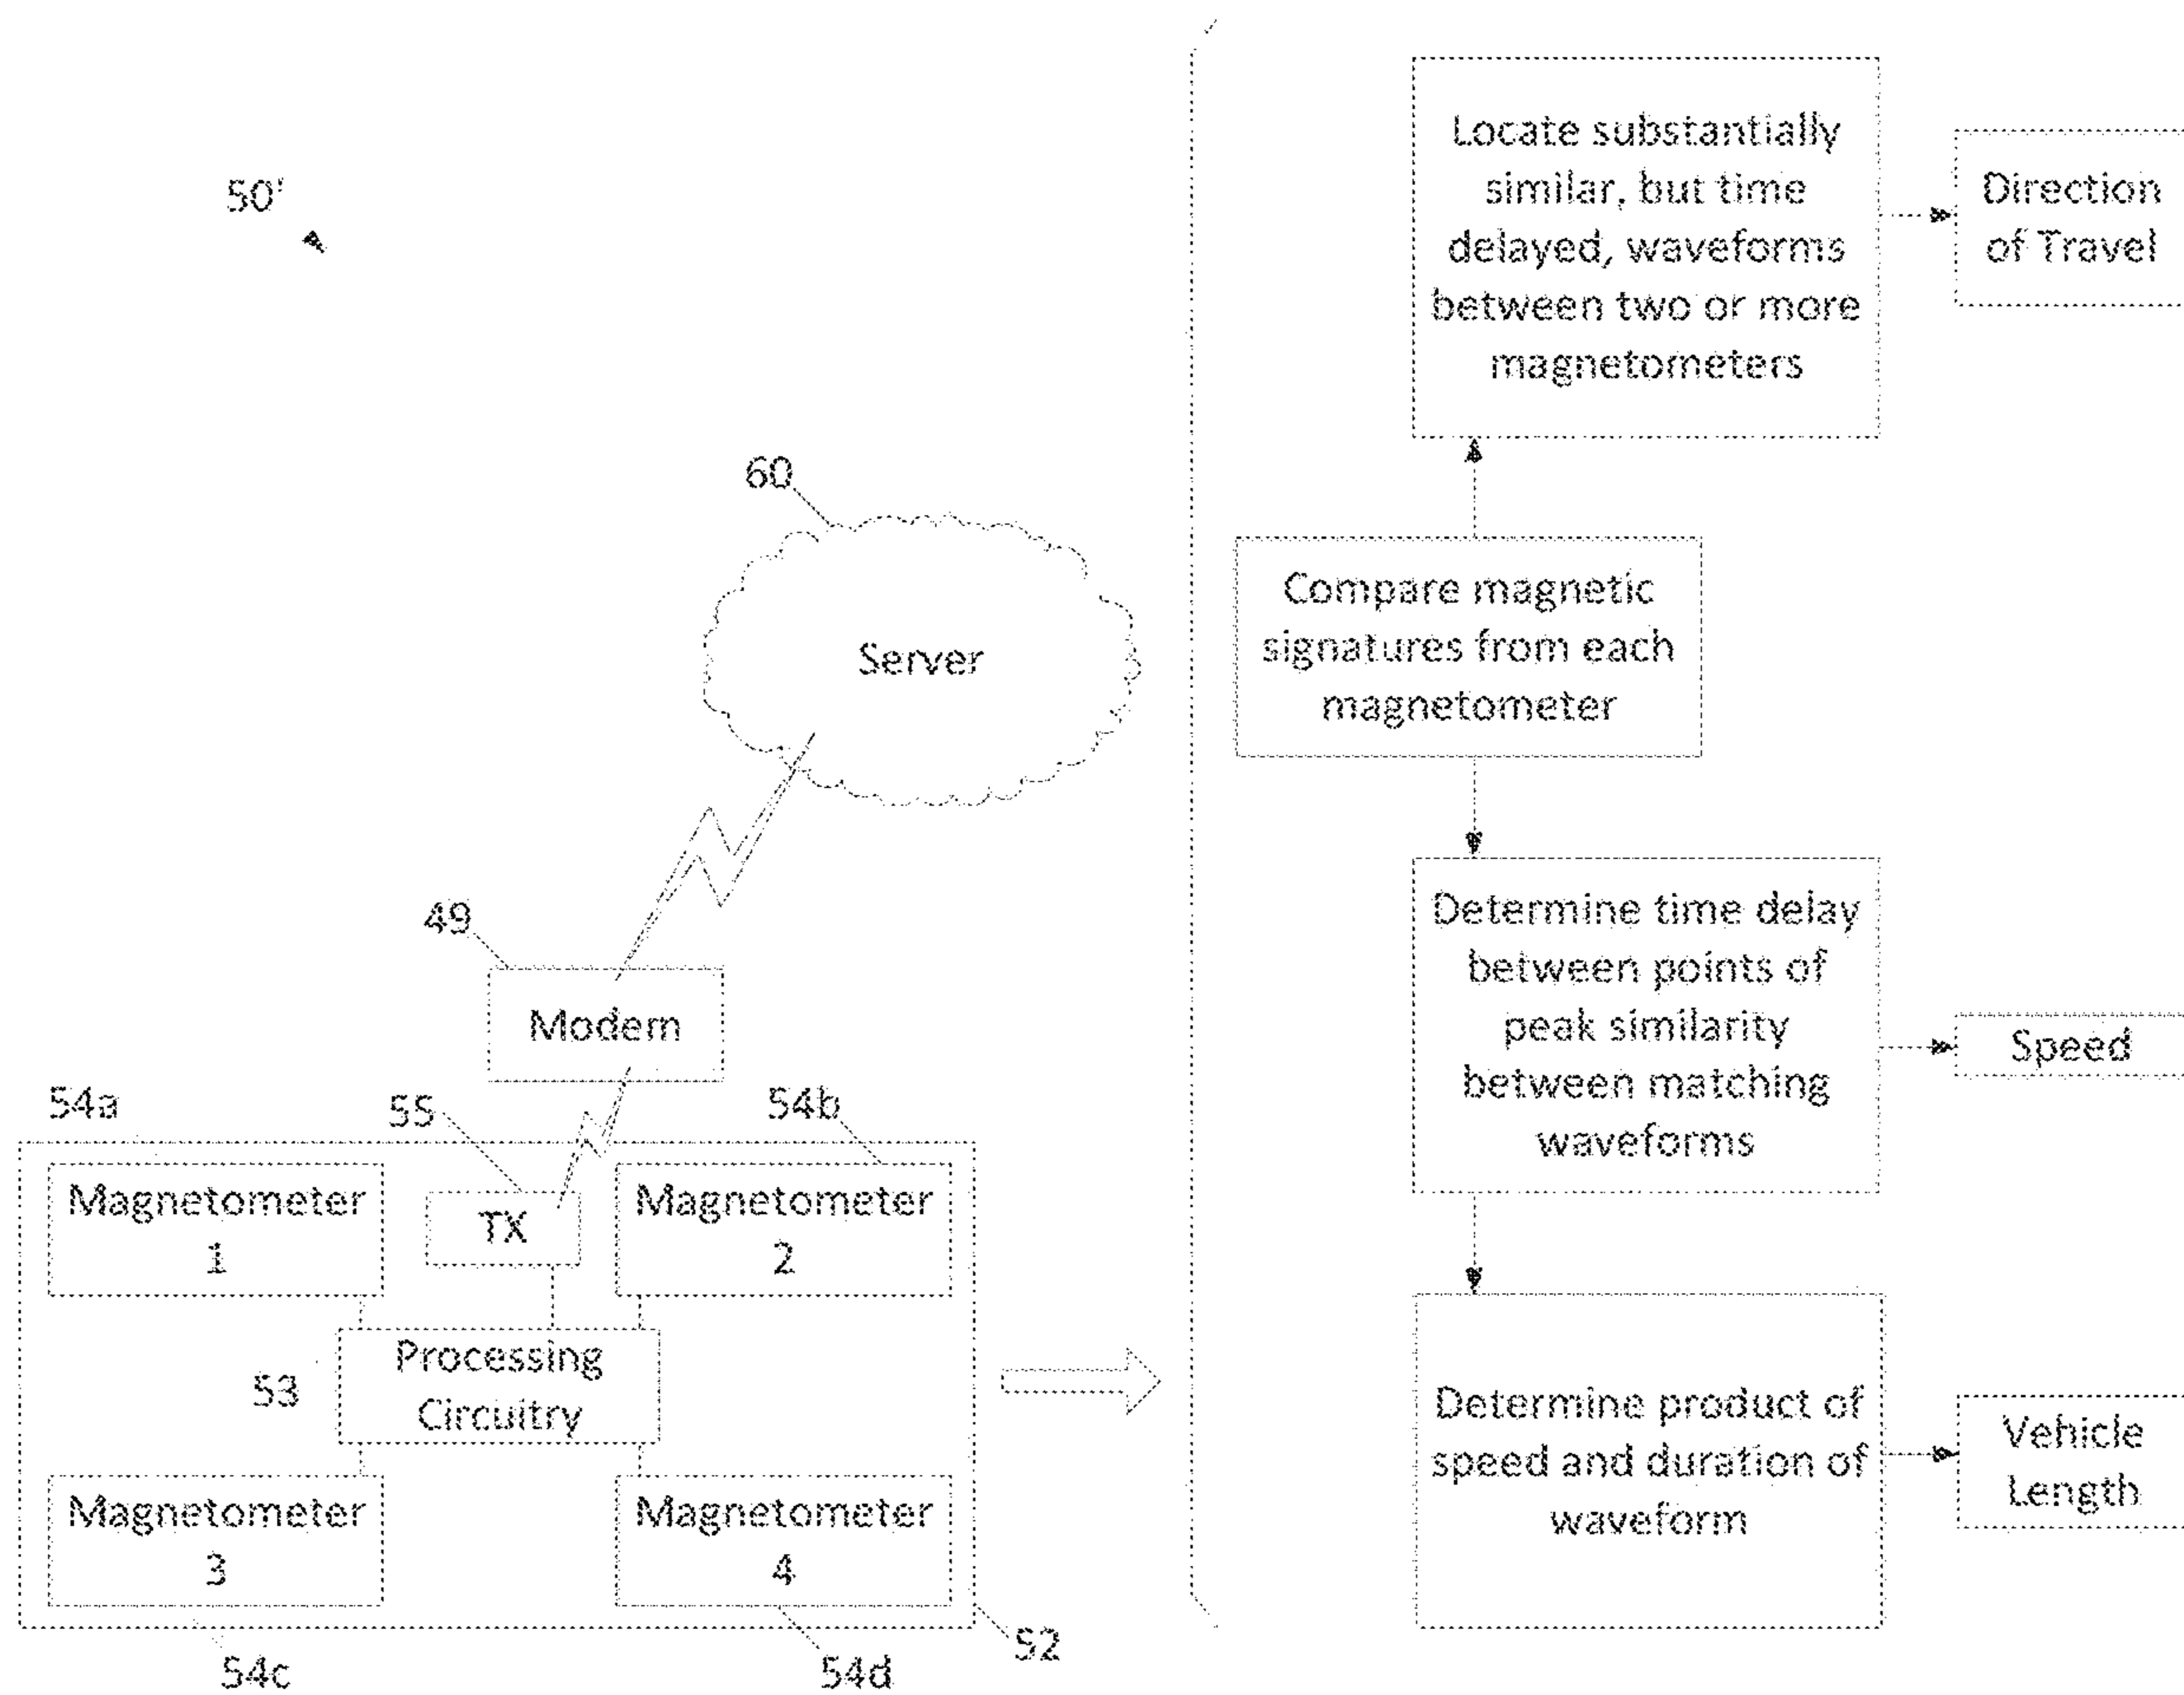 50'
60
Server
49
Modem
54a
55
54b
Magnetometer
1
TX
Magnetometer
2
53
Processing
Circuitry
Magnetometer
3
Magnetometer
4
54c
54d
52
Locate substantially
similar, but time
delayed, waveforms
between two or more
magnetometers
Direction
of Travel
Compare magnetic
signatures from each
magnetometer
Determine time delay
between points of
peak similarity
between matching
waveforms
Speed
Determine product of
speed and duration of
waveform
Vehicle
Length